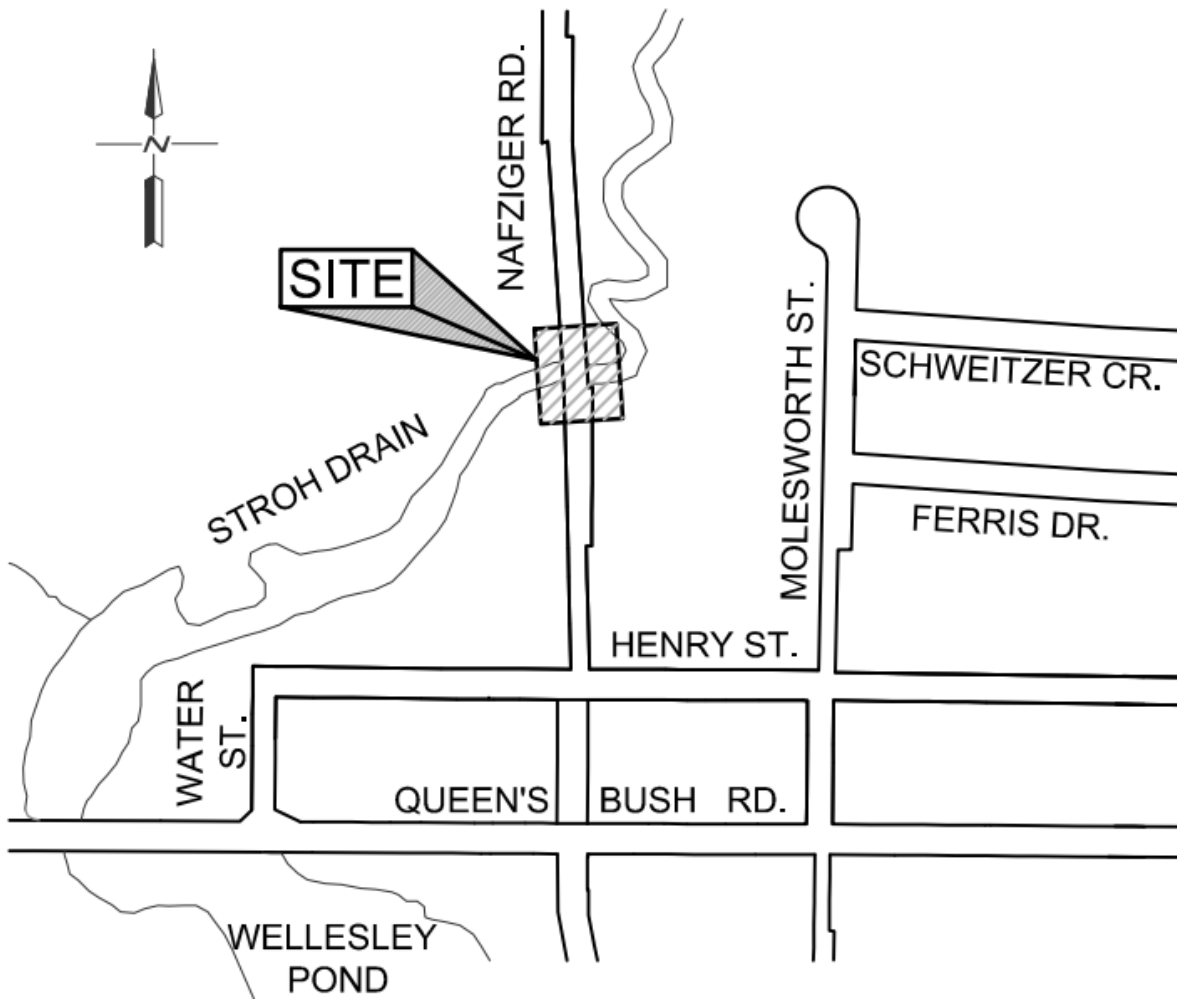 NAFZIGER RD.
N
SITE
MOLESWORTH ST.
SCHWEITZER CR.
STROH DRAIN
FERRIS DR.
HENRY ST.
WATER
ST.
QUEEN'S BUSH RD.
WELLESLEY
POND